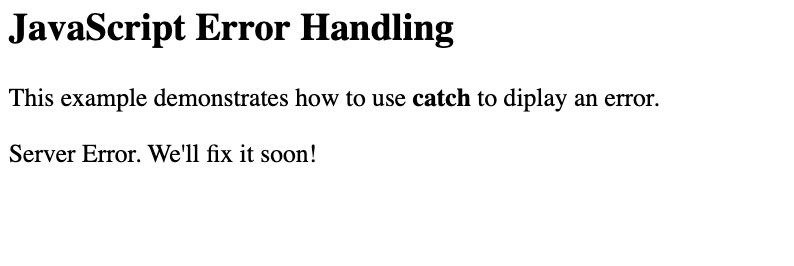 JavaScript Error Handling
This example demonstrates how to use catch to diplay an error.
Server Error. We'll fix it soon!